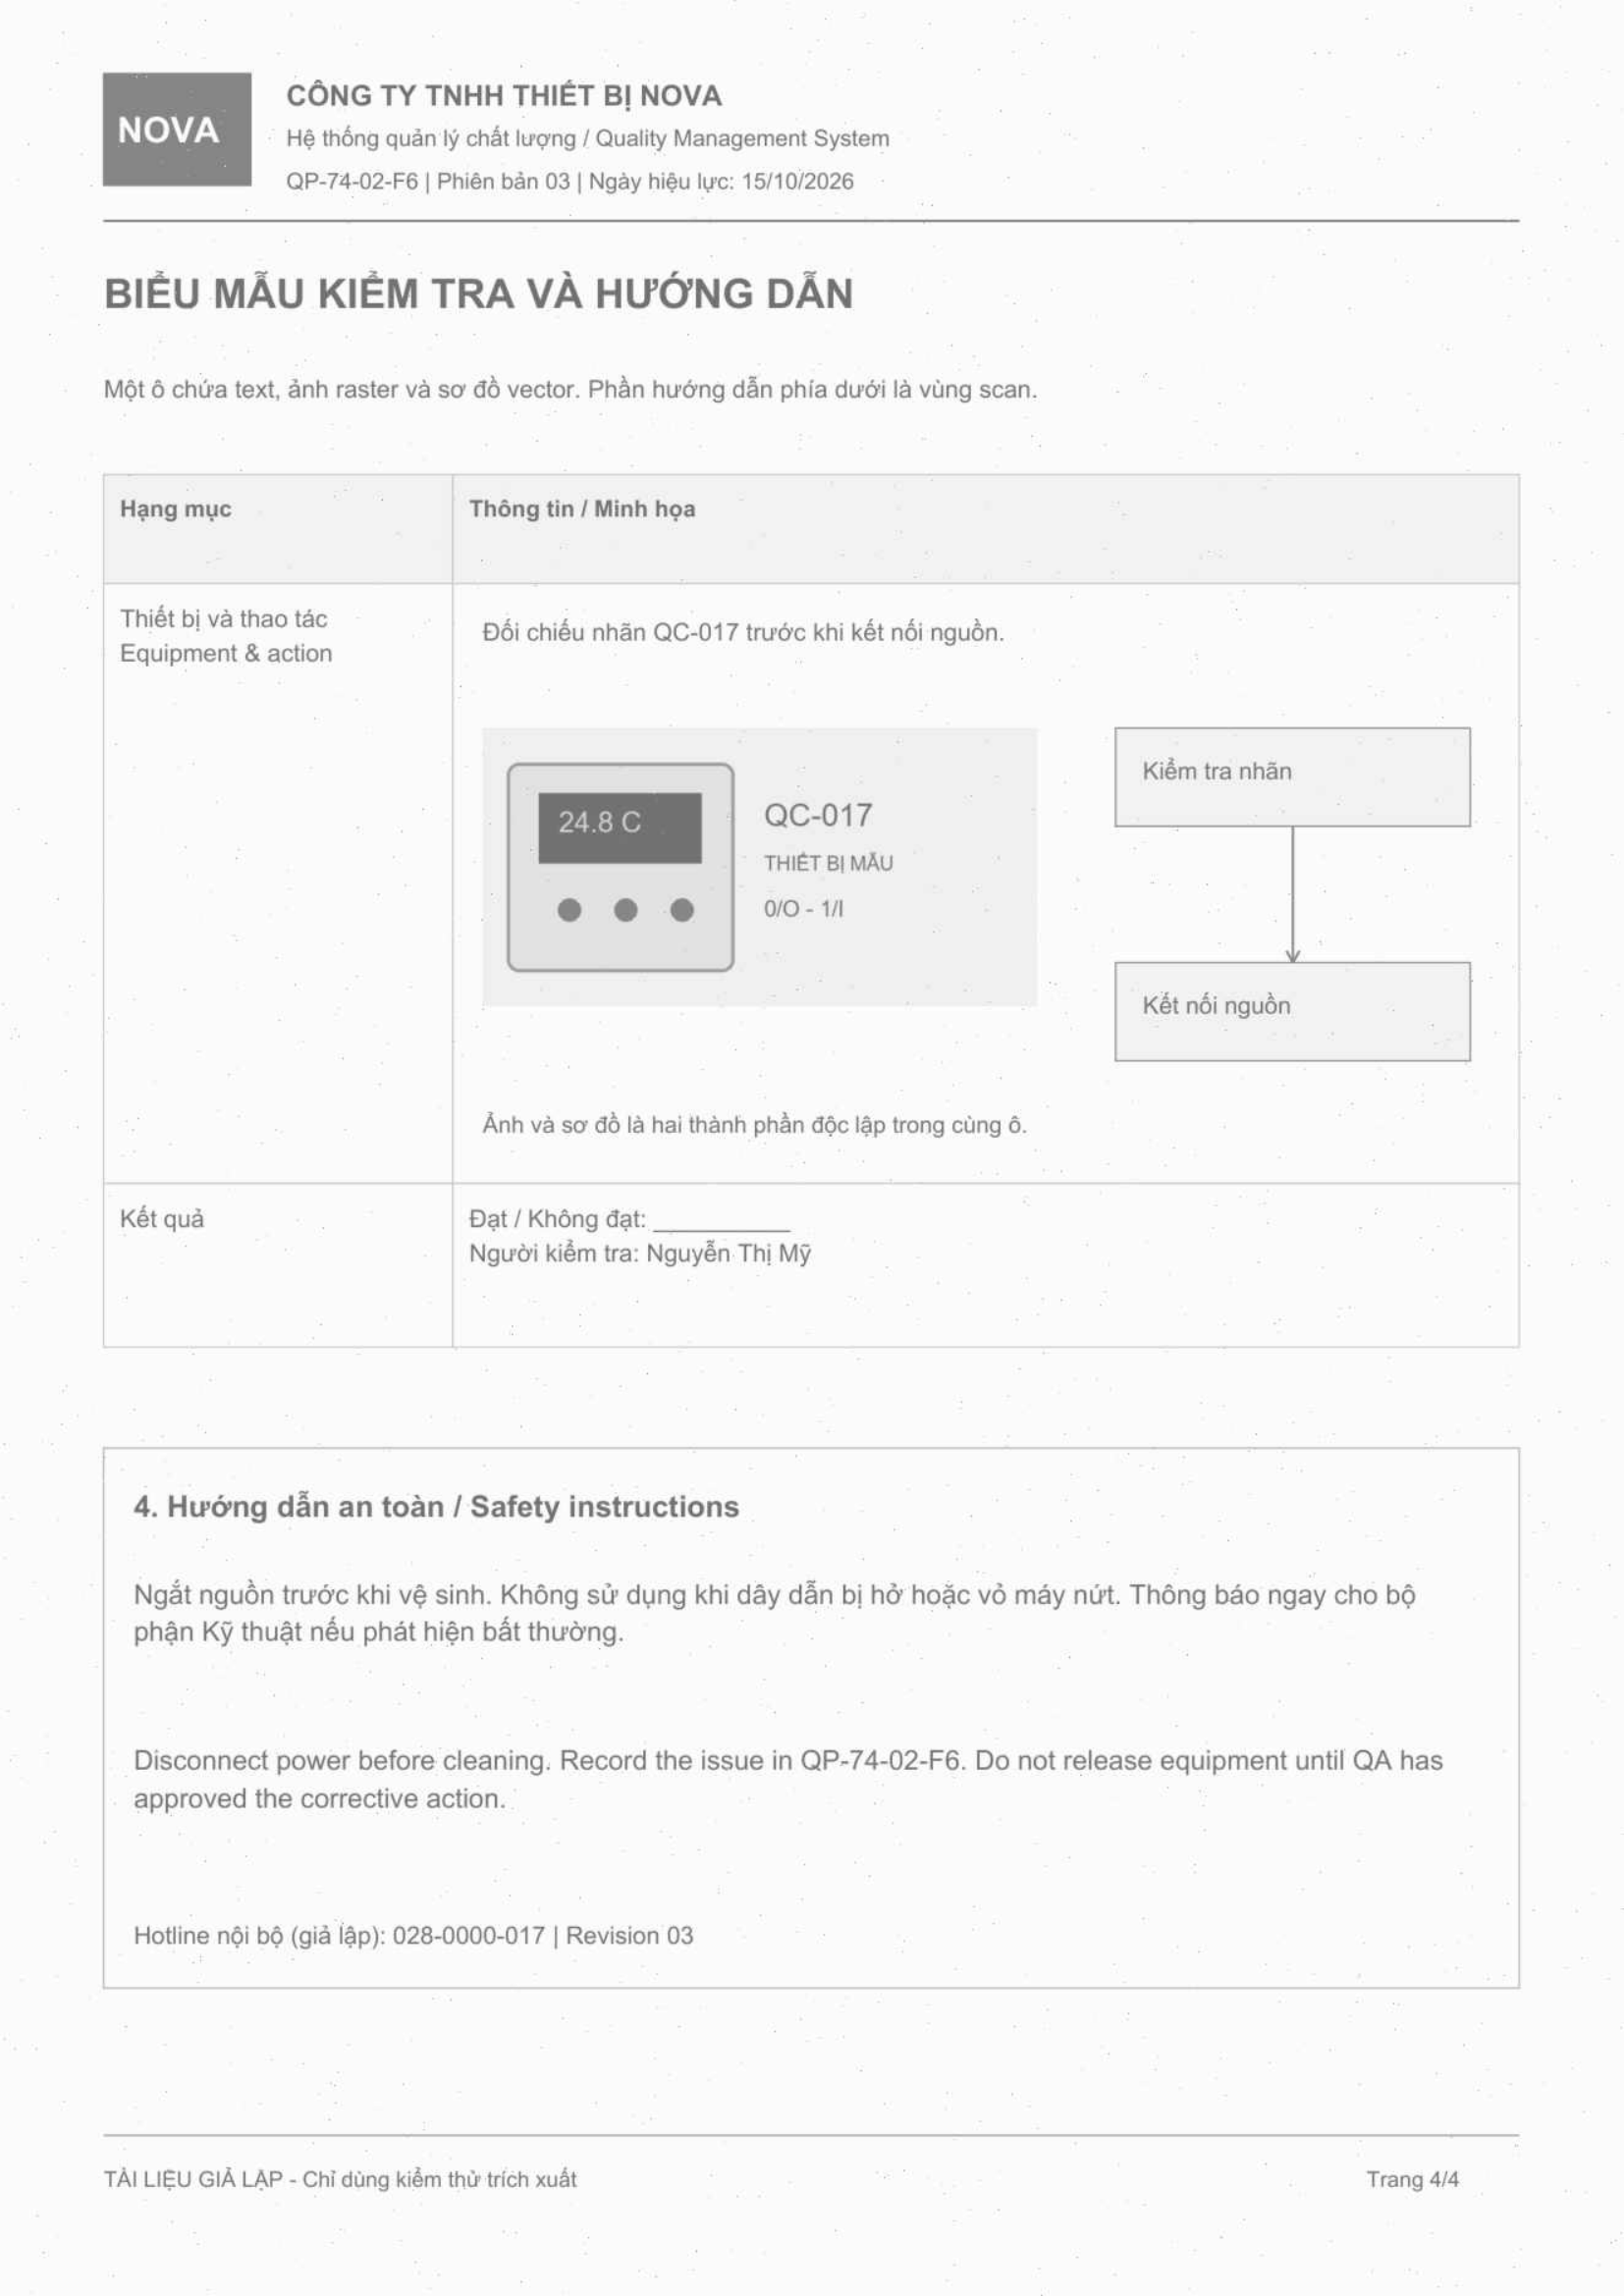 NOVA
CÔNG TY TNHH THIẾT BỊ NOVA
Hệ thống quản lý chất lượng / Quality Management System
QP-74-02-F6 | Phiên bản 03 | Ngày hiệu lực: 15/10/2026
BIỂU MẪU KIỂM TRA VÀ HƯỚNG DẪN
Một ô chứa text, ảnh raster và sơ đồ vector. Phần hướng dẫn phía dưới là vùng scan.
Hạng mục
Thông tin / Minh họa
Thiết bị và thao tác
Equipment & action
Đối chiếu nhãn QC-017 trước khi kết nối nguồn.
24.8 C
QC-017
THIẾT BỊ MẪU
0/O - 1/I
Kiểm tra nhãn
Kết nối nguồn
Ảnh và sơ đồ là hai thành phần độc lập trong cùng ô.
Kết quả
Đạt / Không đạt: __________
Người kiểm tra: Nguyễn Thị Mỹ
4. Hướng dẫn an toàn / Safety instructions
Ngắt nguồn trước khi vệ sinh. Không sử dụng khi dây dẫn bị hở hoặc vỏ máy nứt. Thông báo ngay cho bộ
phận Kỹ thuật nếu phát hiện bất thường.
Disconnect power before cleaning. Record the issue in QP-74-02-F6. Do not release equipment until QA has
approved the corrective action.
Hotline nội bộ (giả lập): 028-0000-017 | Revision 03
TÀI LIỆU GIẢ LẬP - Chỉ dùng kiểm thử trích xuất
Trang 4/4